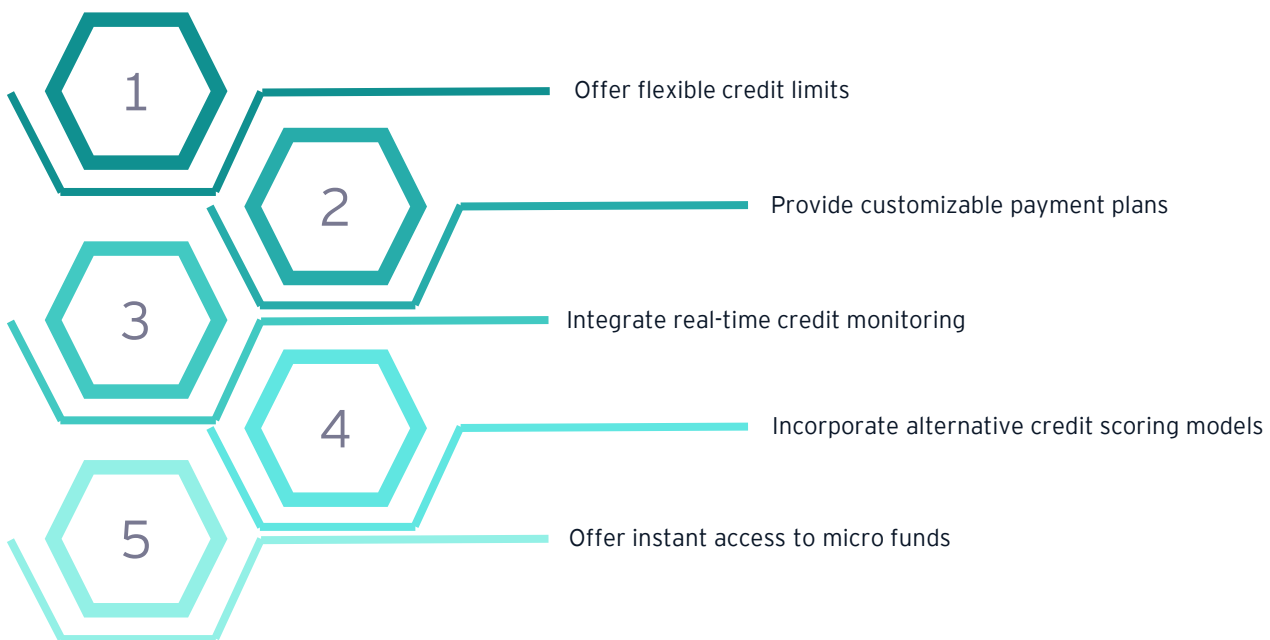 1
Offer flexible credit limits
2
Provide customizable payment plans
3
Integrate real-time credit monitoring
4
Incorporate alternative credit scoring models
5
Offer instant access to micro funds